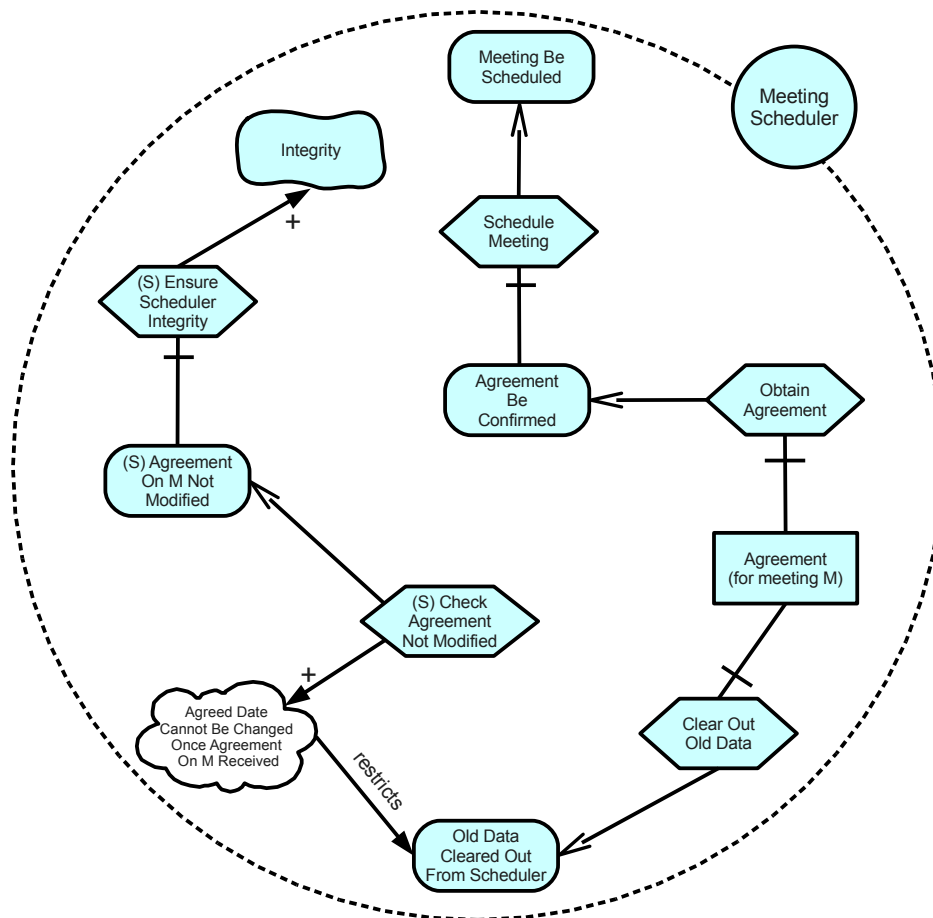 Meeting Be
Scheduled
Meeting
Scheduler
Integrity
Schedule
Meeting
+
(S) Ensure
Scheduler
Integrity
Agreement
Be
Confirmed
Obtain
Agreement
(S) Agreement
On M Not
Modified
Agreement
(for meeting M)
(S) Check
Agreement
Not Modified
+
Agreed Date
Cannot Be Changed
Once Agreement
On M Received
Clear Out
Old Data
restricts
Old Data
Cleared Out
From Scheduler